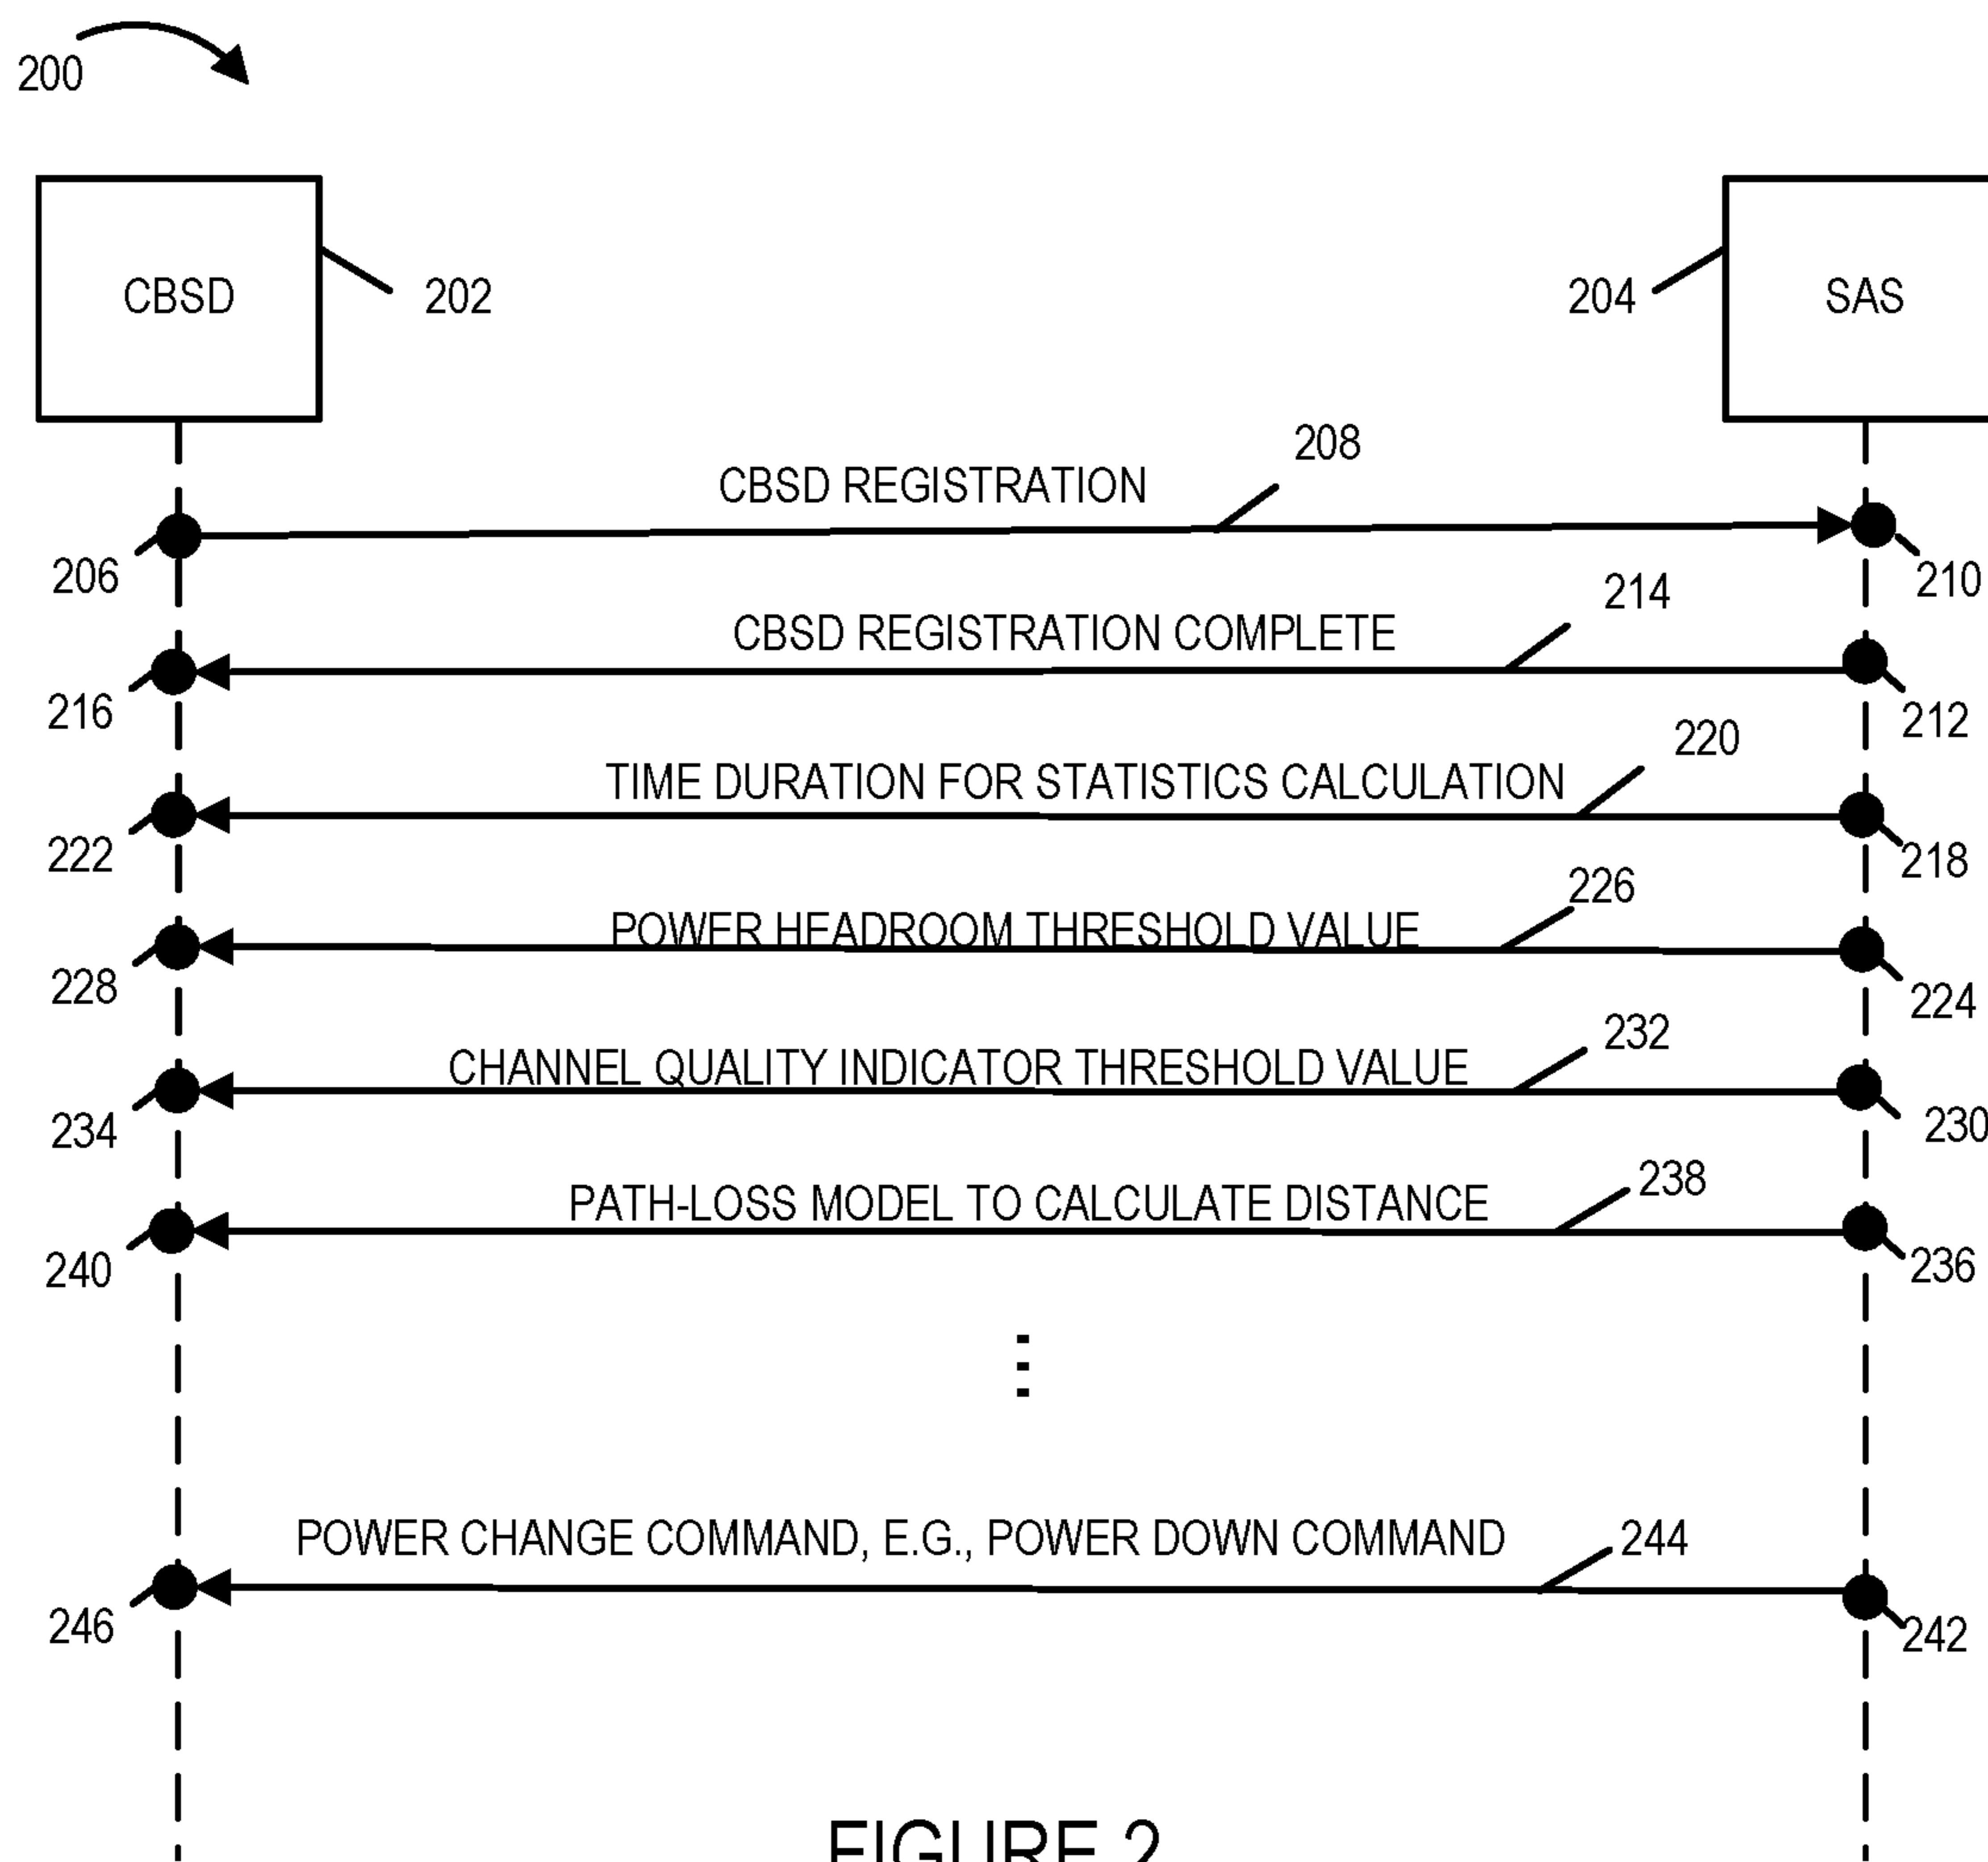 200
CBSD
202
204
SAS
208
CBSD REGISTRATION
206
210
214
CBSD REGISTRATION COMPLETE
216
212
220
TIME DURATION FOR STATISTICS CALCULATION
222
218
226
POWER HEADROOM THRESHOLD VALUE
228
224
232
CHANNEL QUALITY INDICATOR THRESHOLD VALUE
234
230
238
PATH-LOSS MODEL TO CALCULATE DISTANCE
240
236
POWER CHANGE COMMAND, E.G., POWER DOWN COMMAND
244
246
242
FIGURE 2